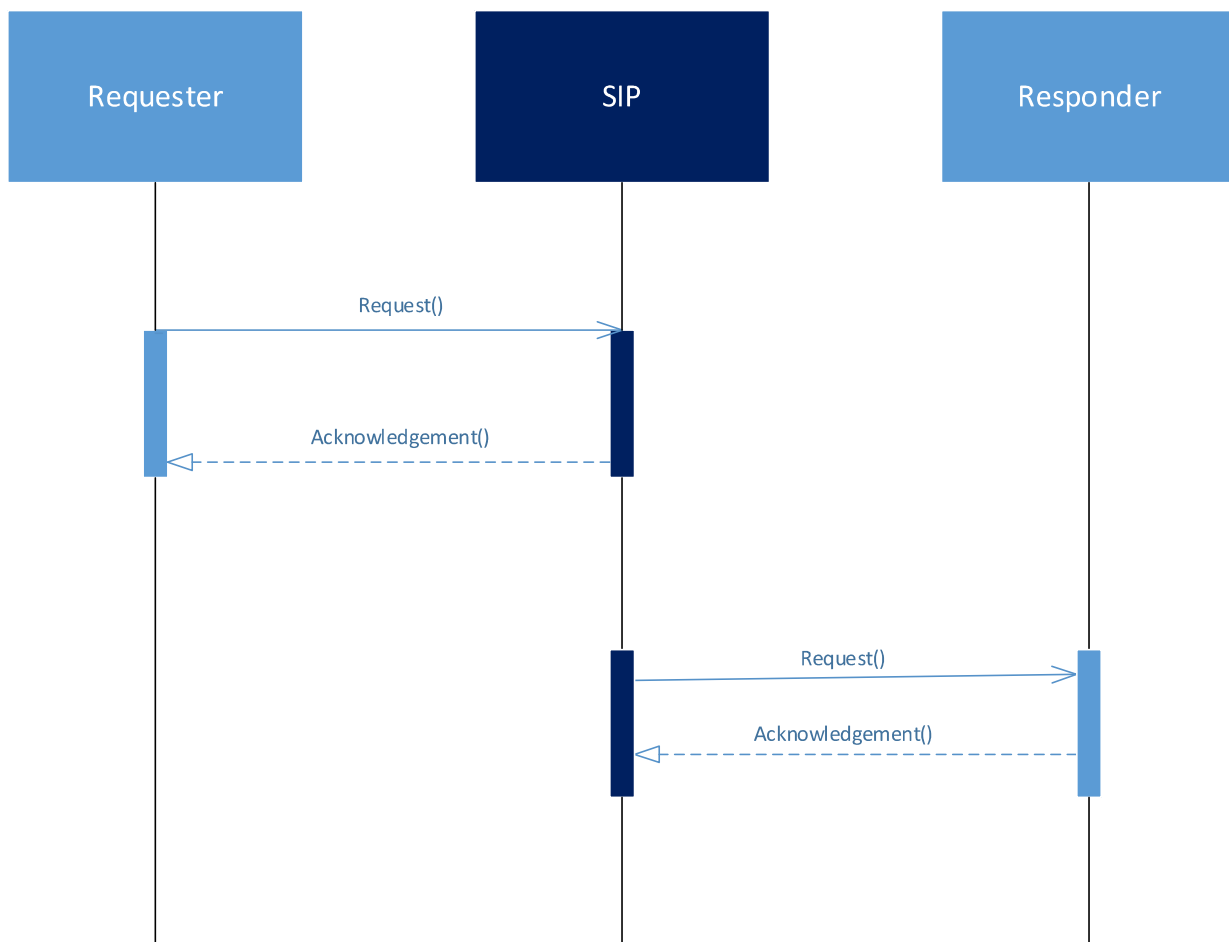 Requester
SIP
Responder
Request()
Acknowledgement()
Request()
Acknowledgement()